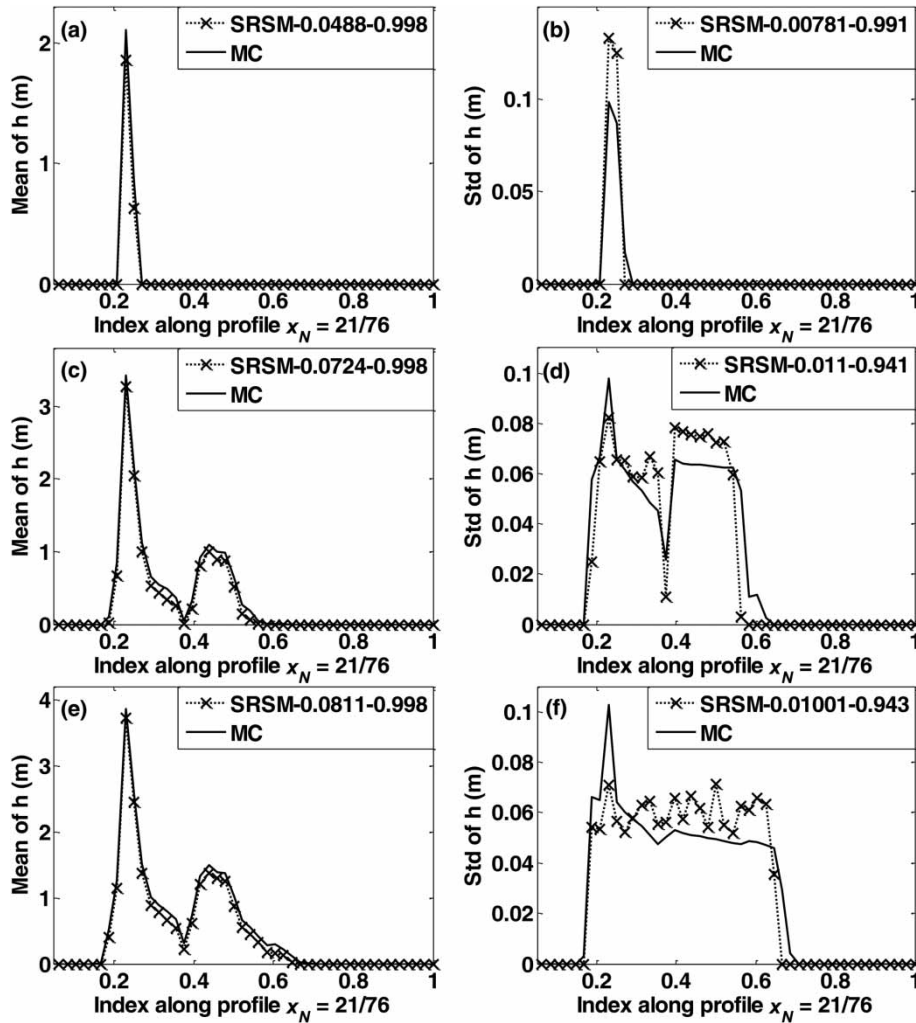 (a)
SRSM-0.0488-0.998
MC
Mean of h (m)
2
1
0
0.2 0.4 0.6 0.8 1
Index along profile x_N = 21/76
(b)
SRSM-0.00781-0.991
MC
Std of h (m)
0.1
0.05
0
0.2 0.4 0.6 0.8 1
Index along profile x_N = 21/76
(c)
SRSM-0.0724-0.998
MC
Mean of h (m)
3
2
1
0
0.2 0.4 0.6 0.8 1
Index along profile x_N = 21/76
(d)
SRSM-0.011-0.941
MC
Std of h (m)
0.1
0.08
0.06
0.04
0.02
0
0.2 0.4 0.6 0.8 1
Index along profile x_N = 21/76
(e)
SRSM-0.0811-0.998
MC
Mean of h (m)
4
3
2
1
0
0.2 0.4 0.6 0.8 1
Index along profile x_N = 21/76
(f)
SRSM-0.01001-0.943
MC
Std of h (m)
0.1
0.08
0.06
0.04
0.02
0
0.2 0.4 0.6 0.8 1
Index along profile x_N = 21/76